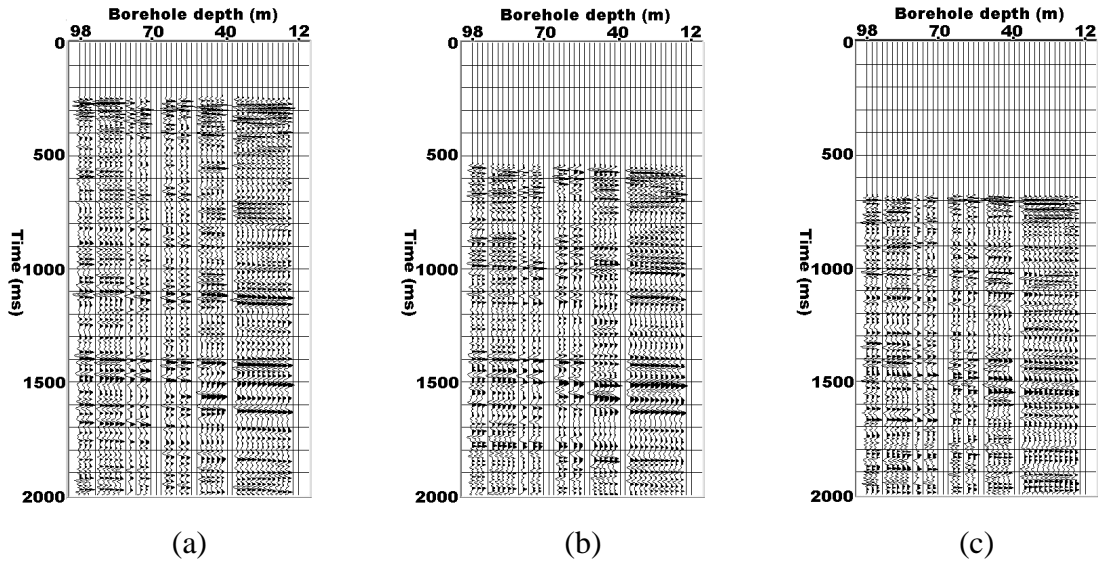 Borehole depth (m) Borehole depth (m) Borehole depth (m)
98 70 40 12 98 70 40 12 98 70 40 12
0 0 0
500 500 500
Time (ms) Time (ms) Time (ms)
1000 1000 1000
1500 1500 1500
2000 2000 2000
(a) (b) (c)